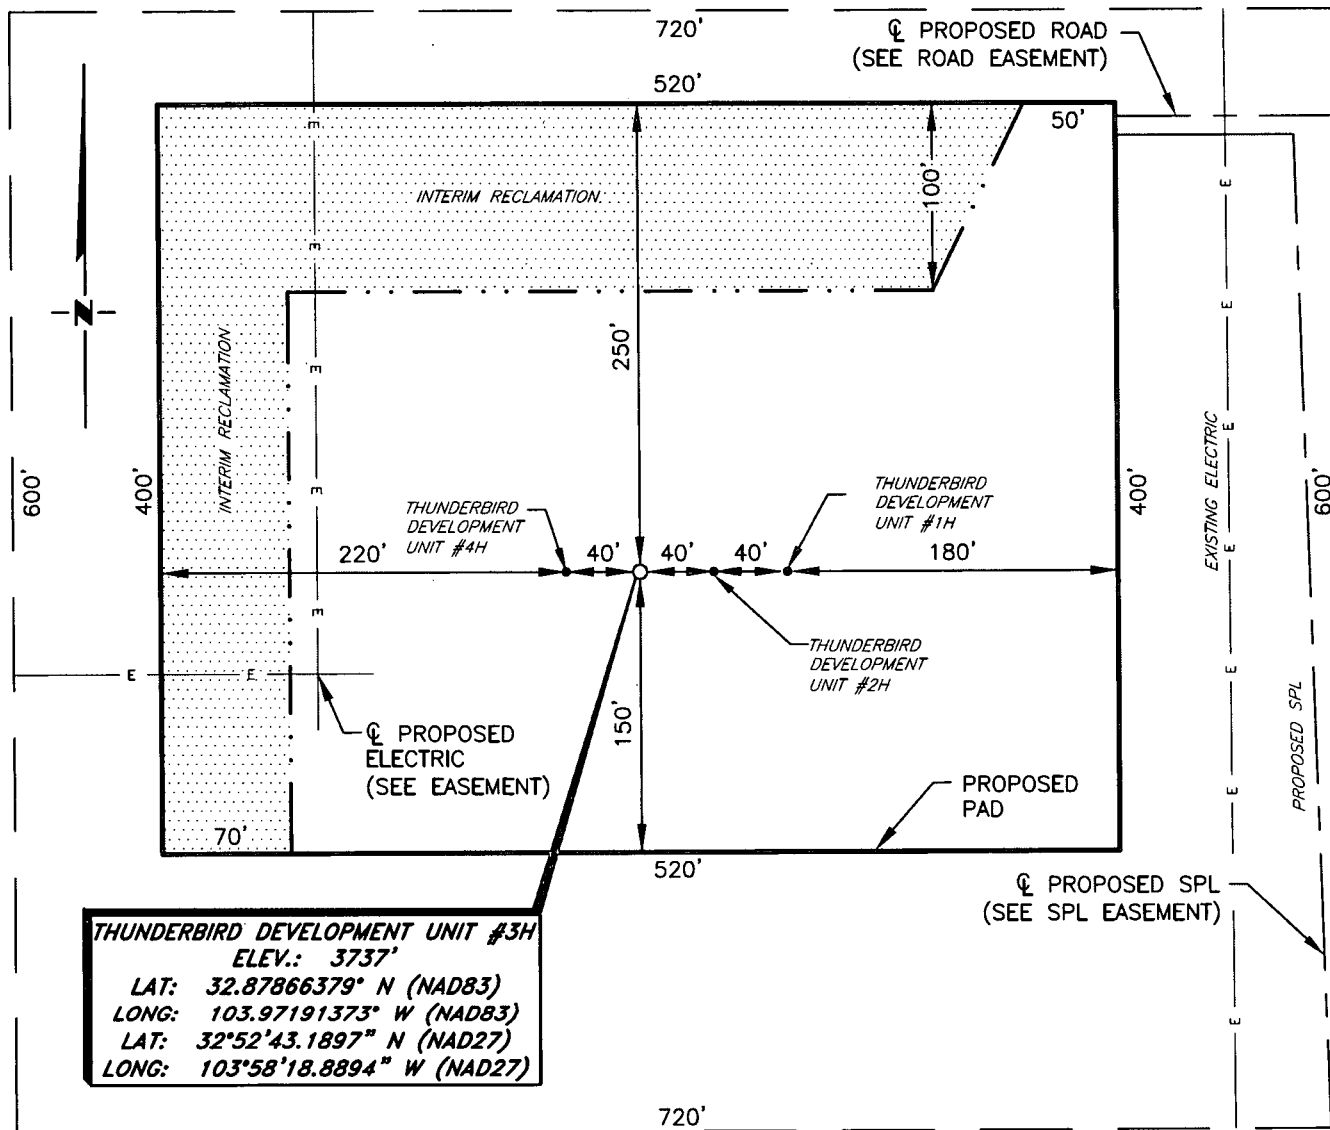 720'
℄ PROPOSED ROAD
(SEE ROAD EASEMENT)
520'
50'
E
INTERIM RECLAMATION
100'
E
E
E
N
250'
E
E
INTERIM RECLAMATION
E
EXISTING ELECTRIC
600'
400'
E
THUNDERBIRD
DEVELOPMENT
UNIT #4H
THUNDERBIRD
DEVELOPMENT
UNIT #1H
400'
600'
220'
40'
40'
40'
180'
E
E
THUNDERBIRD
DEVELOPMENT
UNIT #2H
E
E
E
150'
℄ PROPOSED
ELECTRIC
(SEE EASEMENT)
PROPOSED
PAD
E
PROPOSED SPL
70'
520'
℄ PROPOSED SPL
(SEE SPL EASEMENT)
E
THUNDERBIRD DEVELOPMENT UNIT #3H
ELEV.: 3737'
LAT: 32.87866379° N (NAD83)
LONG: 103.97191373° W (NAD83)
LAT: 32°52'43.1897" N (NAD27)
LONG: 103°58'18.8894" W (NAD27)
E
720'